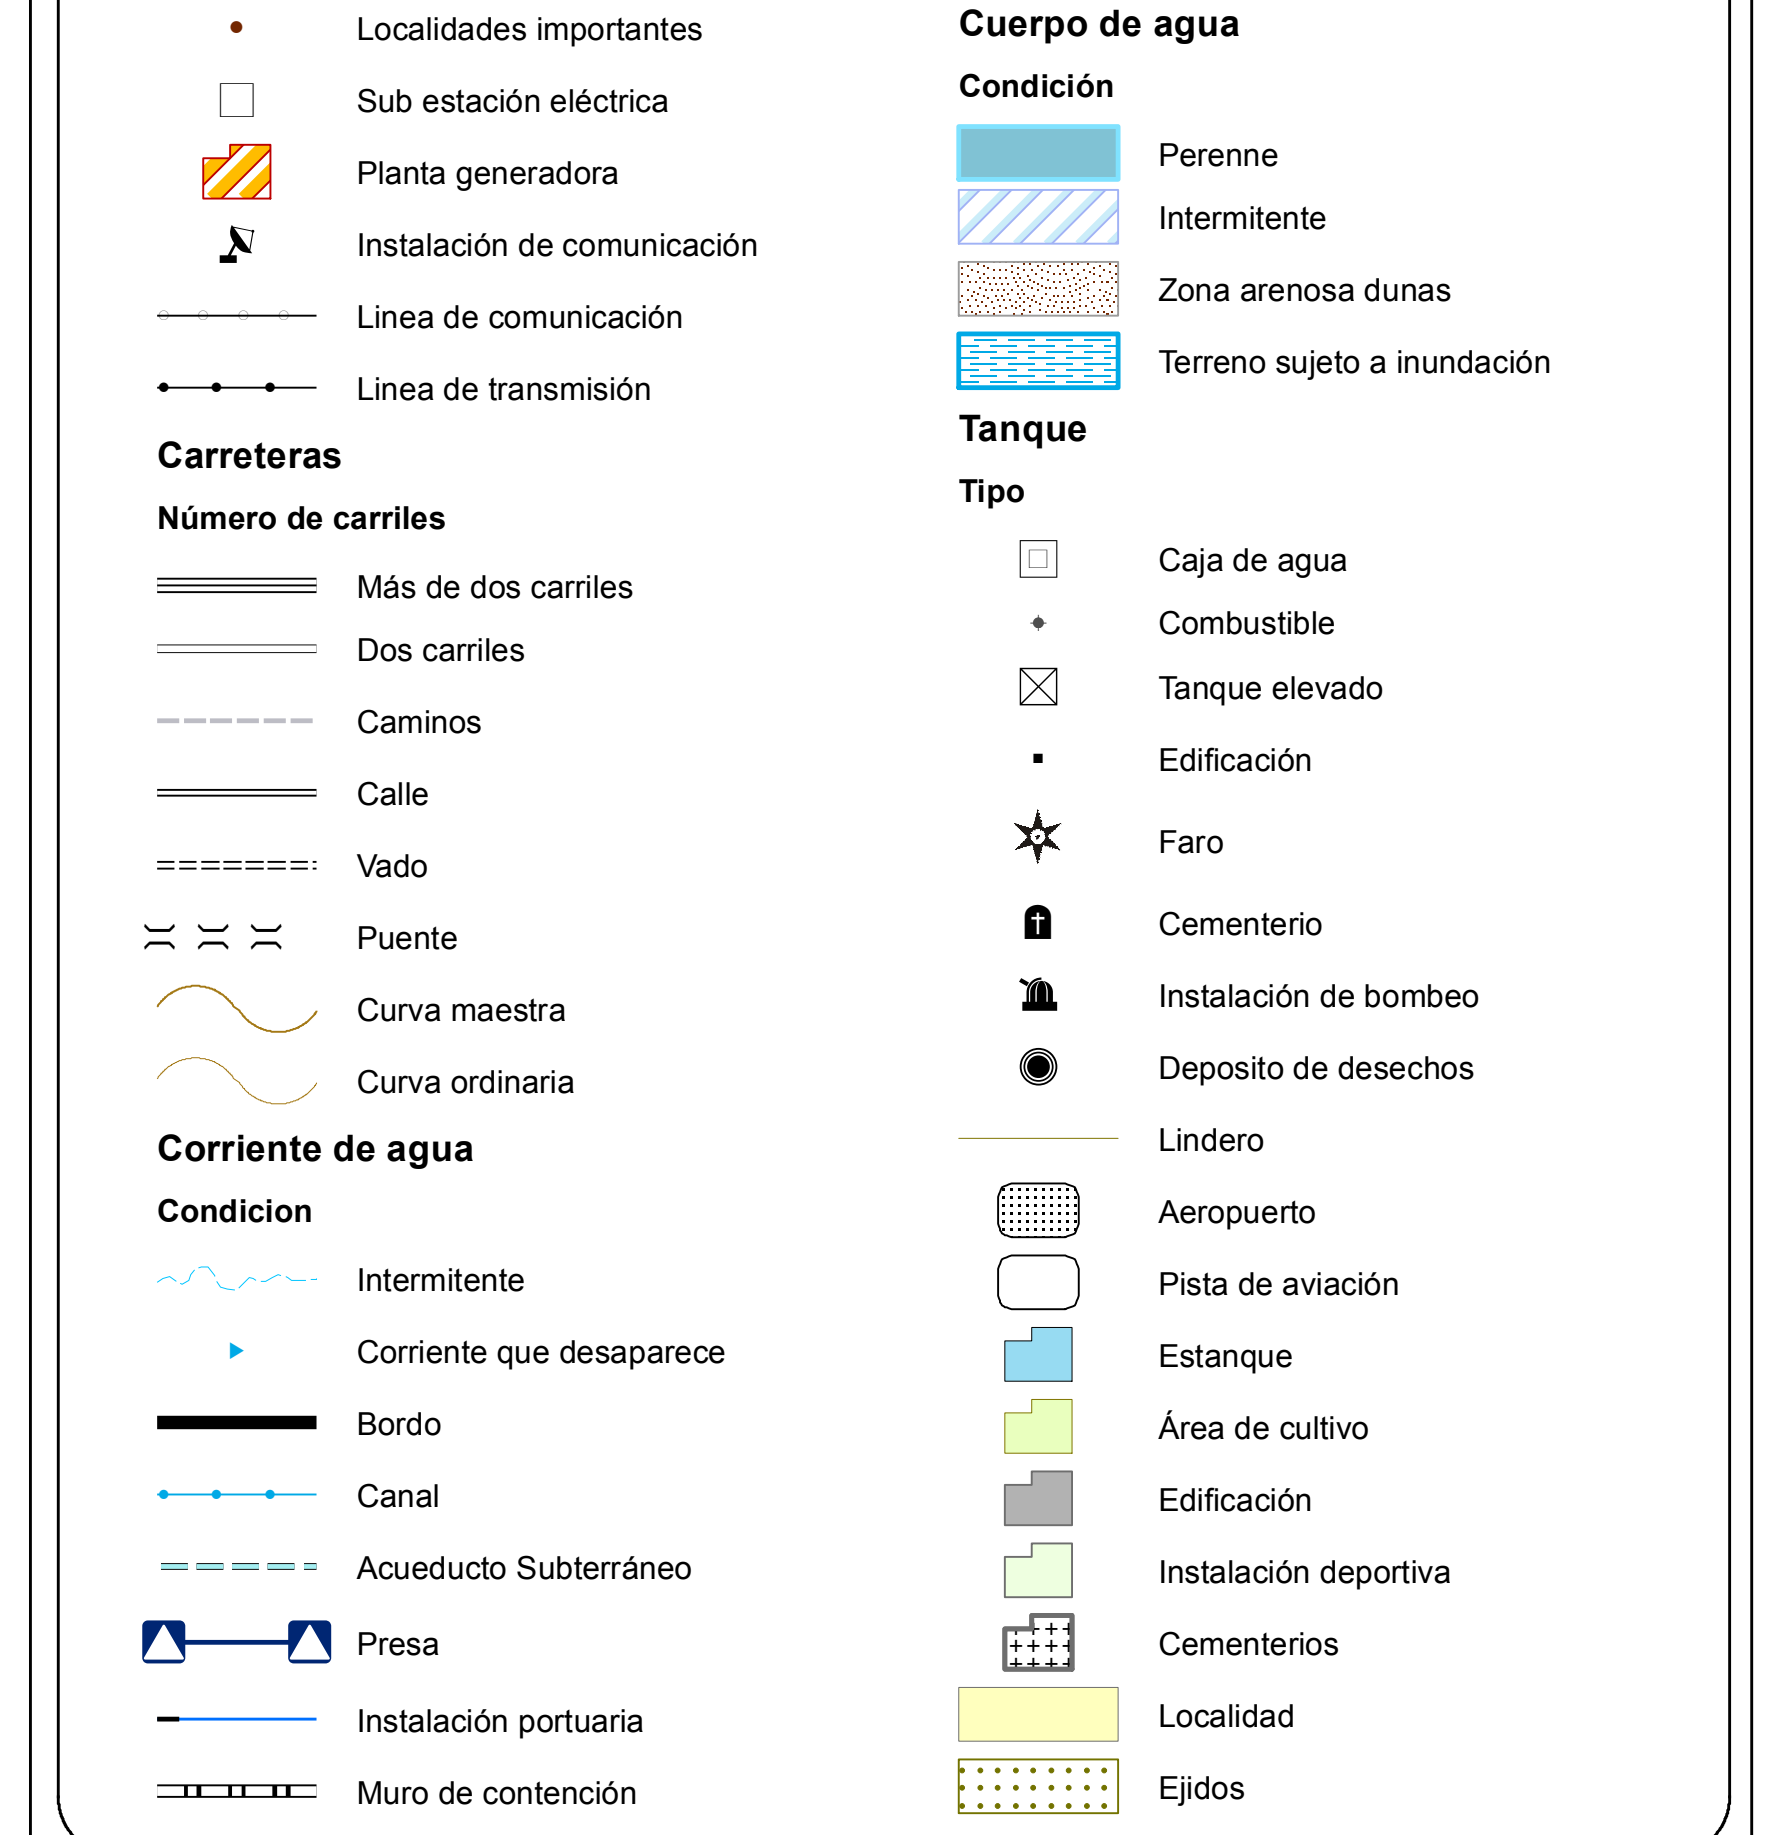 Localidades importantes
Sub estación eléctrica
Planta generadora
Instalación de comunicación
Linea de comunicación
Linea de transmisión
Carreteras
Número de carriles
Más de dos carriles
Dos carriles
Caminos
Calle
Vado
Puente
Curva maestra
Curva ordinaria
Corriente de agua
Condicion
Intermitente
Corriente que desaparece
Bordo
Canal
Acueducto Subterráneo
Presa
Instalación portuaria
Muro de contención
Cuerpo de agua
Condición
Perenne
Intermitente
Zona arenosa dunas
Terreno sujeto a inundación
Tanque
Tipo
Caja de agua
Combustible
Tanque elevado
Edificación
Faro
Cementerio
Instalación de bombeo
Deposito de desechos
Lindero
Aeropuerto
Pista de aviación
Estanque
Área de cultivo
Edificación
Instalación deportiva
Cementerios
Localidad
Ejidos